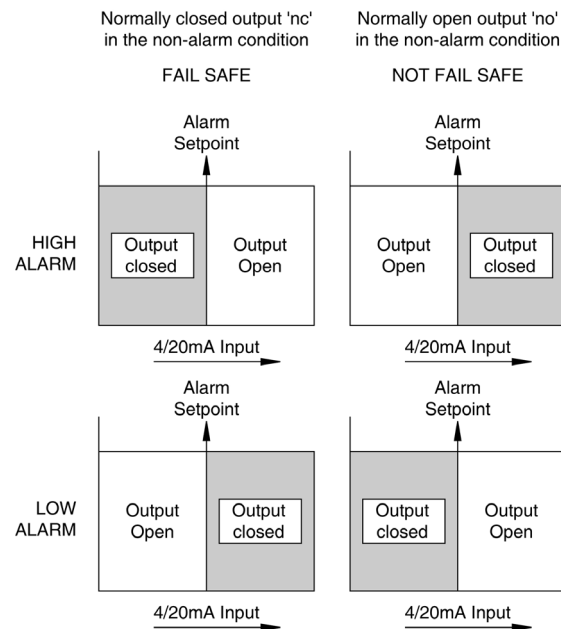 Normally closed output 'nc'
in the non-alarm condition
FAIL SAFE
Normally open output 'no'
in the non-alarm condition
NOT FAIL SAFE
HIGH
ALARM
Alarm
Setpoint
Output
closed
Output
Open
4/20mA Input
Alarm
Setpoint
Output
Open
Output
closed
4/20mA Input
LOW
ALARM
Alarm
Setpoint
Output
Open
Output
closed
4/20mA Input
Alarm
Setpoint
Output
closed
Output
Open
4/20mA Input